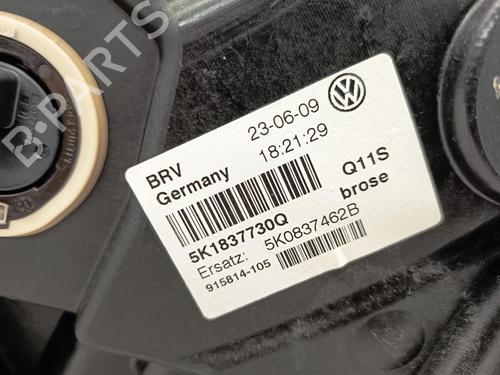 B-PARTS
BRV 23-06-09
Germany 18:21:29
5K1837730Q Q11S
Ersatz: 5K0837462B brose
915814-105